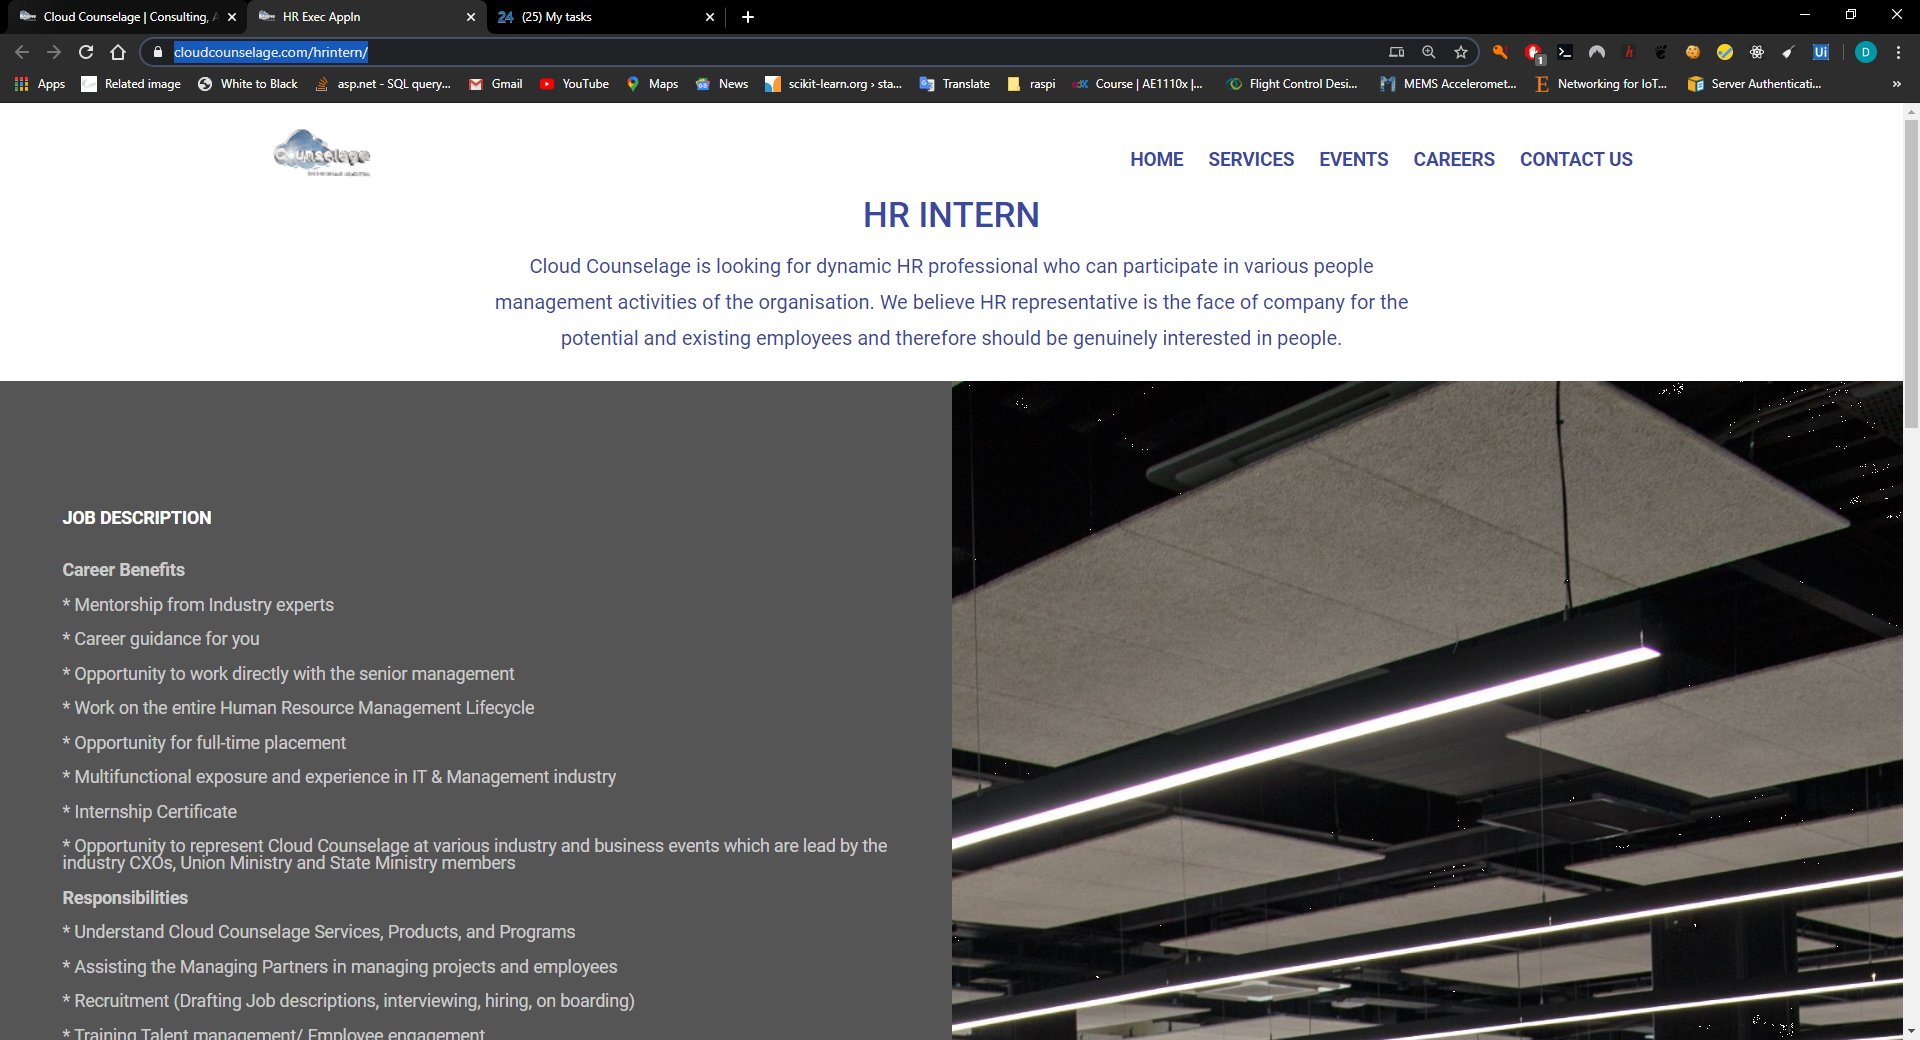 Cloud Counselage | Consulting, A
HR Exec AppIn
24 (25) My tasks
cloudcounselage.com/hrintern/
Apps
Related image
White to Black
asp.net - SQL query...
Gmail
YouTube
Maps
News
scikit-learn.org › sta...
Translate
raspi
Course | AE1110x |...
Flight Control Desi...
MEMS Acceleromet...
Networking for IoT...
Server Authenticati...
Counselage
HOME SERVICES EVENTS CAREERS CONTACT US
HR INTERN
Cloud Counselage is looking for dynamic HR professional who can participate in various people
management activities of the organisation. We believe HR representative is the face of company for the
potential and existing employees and therefore should be genuinely interested in people.
JOB DESCRIPTION
Career Benefits
* Mentorship from Industry experts
* Career guidance for you
* Opportunity to work directly with the senior management
* Work on the entire Human Resource Management Lifecycle
* Opportunity for full-time placement
* Multifunctional exposure and experience in IT & Management industry
* Internship Certificate
* Opportunity to represent Cloud Counselage at various industry and business events which are lead by the
industry CXOs, Union Ministry and State Ministry members
Responsibilities
* Understand Cloud Counselage Services, Products, and Programs
* Assisting the Managing Partners in managing projects and employees
* Recruitment (Drafting Job descriptions, interviewing, hiring, on boarding)
* Training Talent management/ Employee engagement